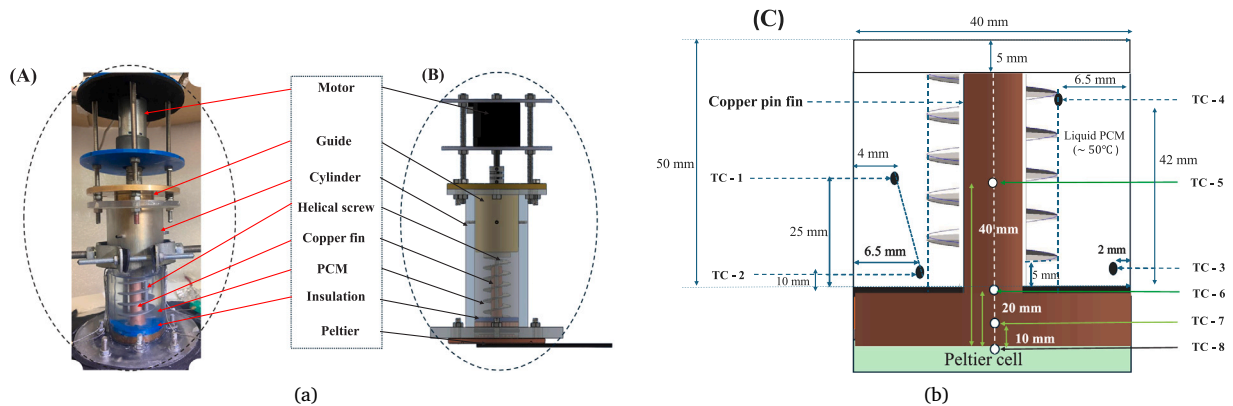 (A)
Motor
Guide
Cylinder
Helical screw
Copper fin
PCM
Insulation
Peltier
(B)
(a)
(C)
40 mm
5 mm
6.5 mm
TC - 4
Copper pin fin
Liquid PCM
(~ 50℃)
50 mm
4 mm
42 mm
TC - 1
TC - 5
25 mm
40 mm
6.5 mm
2 mm
TC - 2
10 mm
5 mm
TC - 3
TC - 6
20 mm
TC - 7
10 mm
TC - 8
Peltier cell
(b)